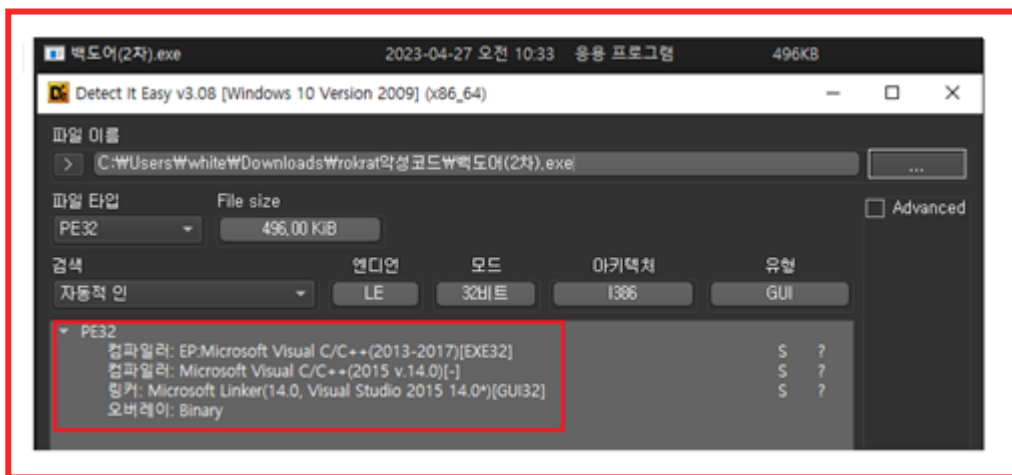 백도어(2차).exe 2023-04-27 오전 10:33 응용 프로그램 496KB
Detect It Easy v3.08 [Windows 10 Version 2009] (x86_64)
파일 이름
> C:₩Users₩white₩Downloads₩rokrat악성코드₩백도어(2차).exe ...
파일 타입 File size Advanced
PE32 496,00 KiB
검색 엔디언 모드 아키텍처 유형
자동적 인 LE 32비트 I386 GUI
PE32
컴파일러: EP:Microsoft Visual C/C++(2013-2017)[EXE32] S ?
컴파일러: Microsoft Visual C/C++(2015 v.14.0)[-] S ?
링커: Microsoft Linker(14.0, Visual Studio 2015 14.0*)[GUI32] S ?
오버레이: Binary